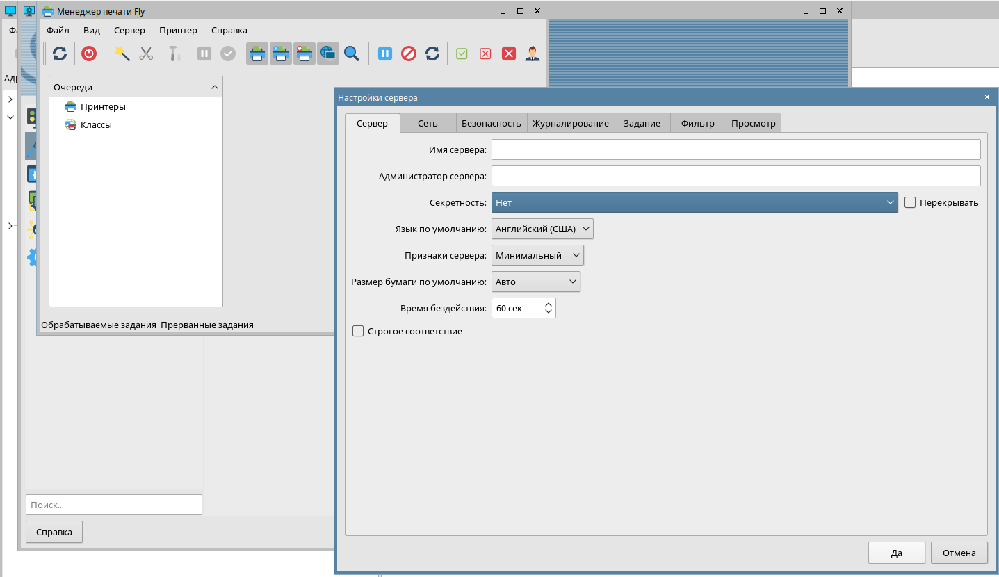 Менеджер печати Fly
Файл Вид Сервер Принтер Справка
Очереди
Принтеры
Классы
Обрабатываемые задания Прерванные задания
Поиск...
Справка
Настройки сервера
Сервер Сеть Безопасность Журналирование Задание Фильтр Просмотр
Имя сервера:
Администратор сервера:
Секретность: Нет Перекрывать
Язык по умолчанию: Английский (США)
Признаки сервера: Минимальный
Размер бумаги по умолчанию: Авто
Время бездействия: 60 сек
Строгое соответствие
Да Отмена